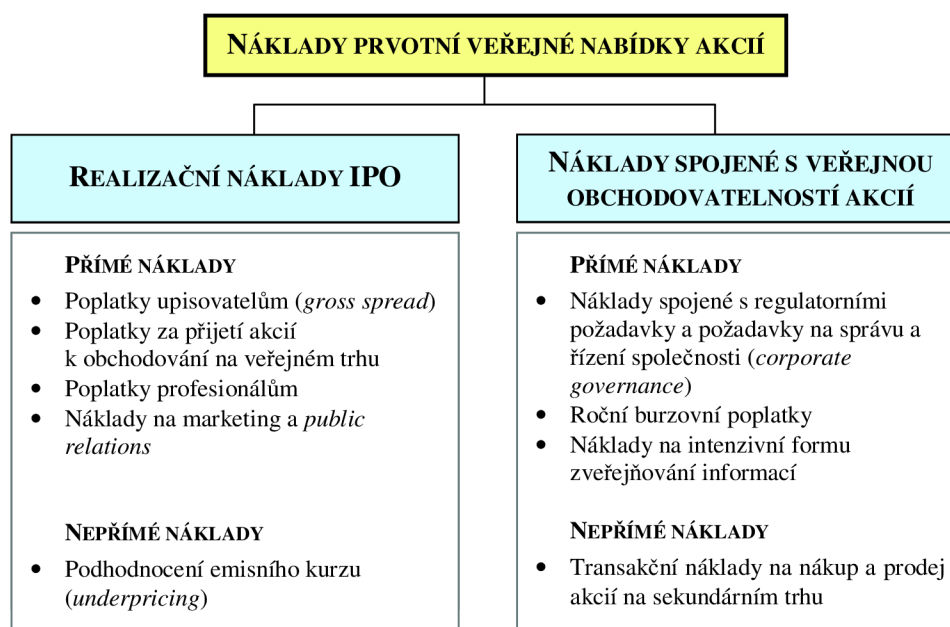 NÁKLADY PRVOTNÍ VEŘEJNÉ NABÍDKY AKCIÍ
REALIZAČNÍ NÁKLADY IPO
PŘÍMÉ NÁKLADY
• Poplatky upisovatelům (gross spread)
• Poplatky za přijetí akcií
k obchodování na veřejném trhu
• Poplatky profesionálům
• Náklady na marketing a public
relations
NEPŘÍMÉ NÁKLADY
• Podhodnocení emisního kurzu
(underpricing)
NÁKLADY SPOJENÉ S VEŘEJNOU
OBCHODOVATELNOSTÍ AKCIÍ
PŘÍMÉ NÁKLADY
• Náklady spojené s regulatorními
požadavky a požadavky na správu a
řízení společnosti (corporate
governance)
• Roční burzovní poplatky
• Náklady na intenzivní formu
zveřejňování informací
NEPŘÍMÉ NÁKLADY
• Transakční náklady na nákup a prodej
akcií na sekundárním trhu